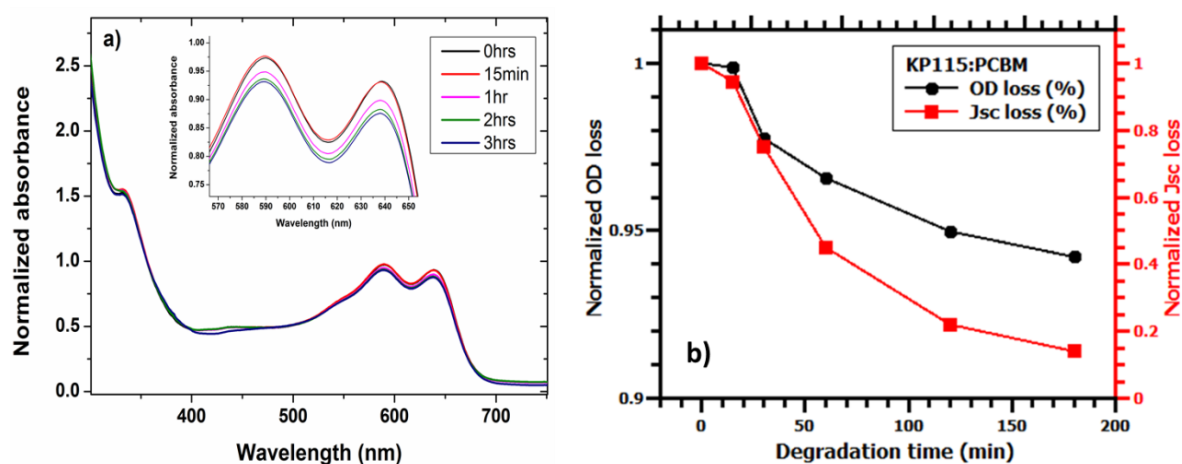 a)
Normalized absorbance
2.5
2.0
1.5
1.0
0.5
0.0
400
500
600
700
Wavelength (nm)
Normalized absorbance
1.00
0.95
0.90
0.85
0.80
0.75
570
580
590
600
610
620
630
640
650
Wavelength (nm)
0hrs
15min
1hr
2hrs
3hrs
b)
Normalized OD loss
1
0.95
0.9
0
50
100
150
200
Degradation time (min)
KP115:PCBM
OD loss (%)
Jsc loss (%)
1
0.8
0.6
0.4
0.2
0
Normalized Jsc loss